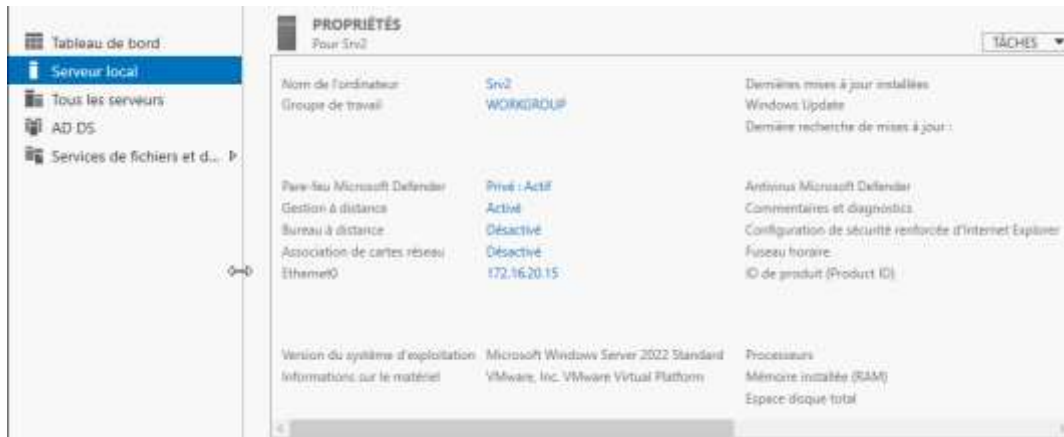 Tableau de bord
Serveur local
Tous les serveurs
AD DS
Services de fichiers et d...
PROPRIÉTÉS
Pour Srv2
TÂCHES
Nom de l'ordinateur Srv2 Dernières mises à jour installées
Groupe de travail WORKGROUP Windows Update
Dernière recherche de mises à jour :
Pare-feu Microsoft Defender Privé : Actif Antivirus Microsoft Defender
Gestion à distance Activé Commentaires et diagnostics
Bureau à distance Désactivé Configuration de sécurité renforcée d'Internet Explorer
Association de cartes réseau Désactivé Fuseau horaire
Ethernet0 172.16.20.15 ID de produit (Product ID)
Version du système d'exploitation Microsoft Windows Server 2022 Standard Processeurs
Informations sur le matériel VMware, Inc. VMware Virtual Platform Mémoire installée (RAM)
Espace disque total